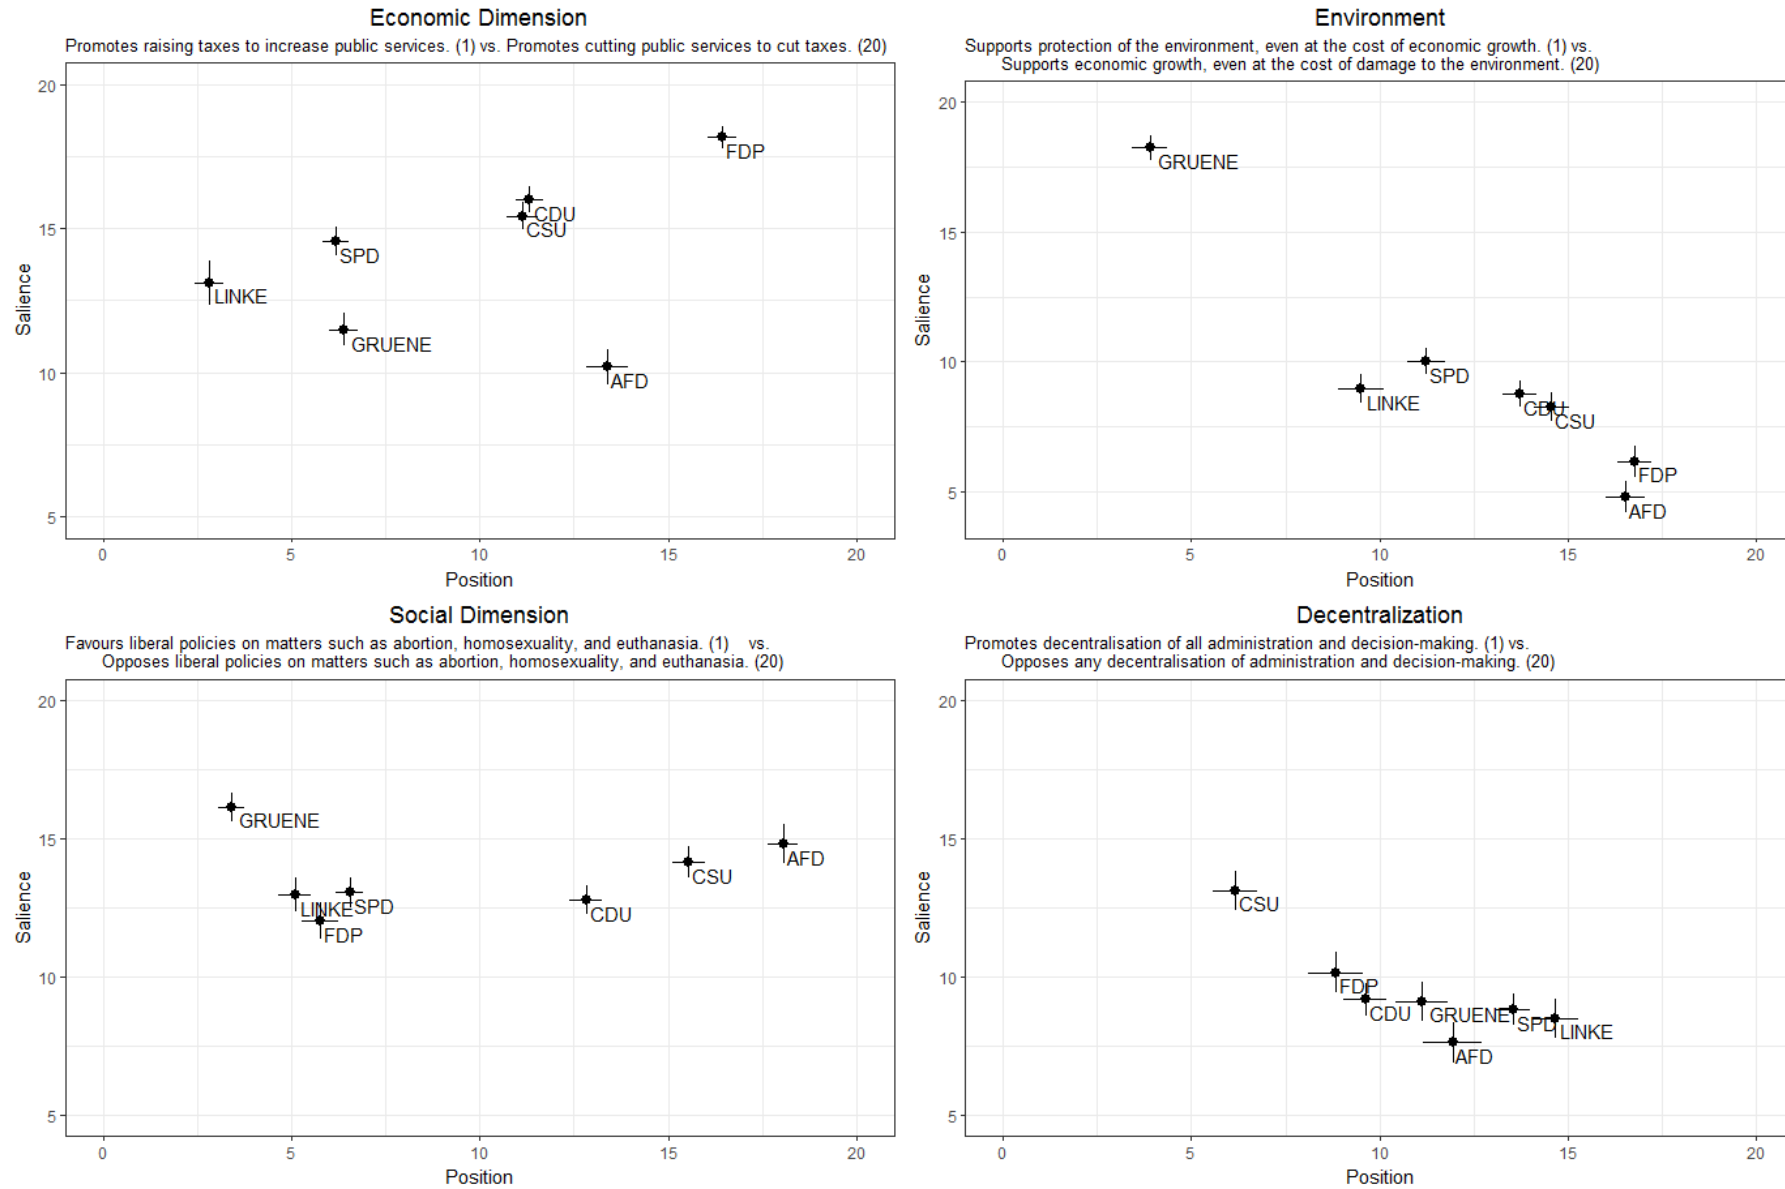 Economic Dimension
Promotes raising taxes to increase public services. (1) vs. Promotes cutting public services to cut taxes. (20)
20
15
10
5
Salience
FDP
CDU
CSU
SPD
LINKE
GRUENE
AFD
0 5 10 15 20
Position
Environment
Supports protection of the environment, even at the cost of economic growth. (1) vs.
Supports economic growth, even at the cost of damage to the environment. (20)
20
15
10
5
Salience
GRUENE
SPD
LINKE
CDU
CSU
FDP
AFD
0 5 10 15 20
Position
Social Dimension
Favours liberal policies on matters such as abortion, homosexuality, and euthanasia. (1) vs.
Opposes liberal policies on matters such as abortion, homosexuality, and euthanasia. (20)
20
15
10
5
Salience
GRUENE
AFD
CSU
LINKE
SPD
CDU
FDP
0 5 10 15 20
Position
Decentralization
Promotes decentralisation of all administration and decision-making. (1) vs.
Opposes any decentralisation of administration and decision-making. (20)
20
15
10
5
Salience
CSU
FDP
CDU
GRUENE
SPD
LINKE
AFD
0 5 10 15 20
Position